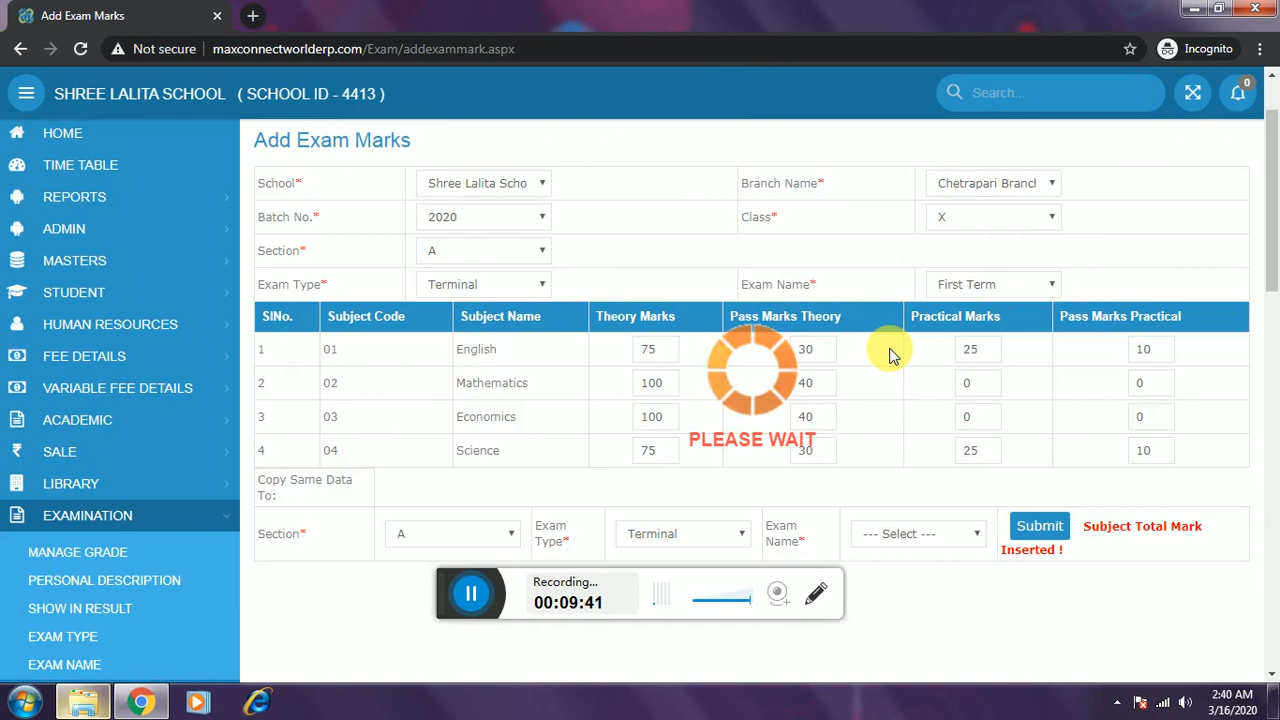 Add Exam Marks
Not secure maxconnectworlderp.com/Exam/addexammark.aspx Incognito
SHREE LALITA SCHOOL ( SCHOOL ID - 4413 ) Search... 0
HOME
TIME TABLE
REPORTS
ADMIN
MASTERS
STUDENT
HUMAN RESOURCES
FEE DETAILS
VARIABLE FEE DETAILS
ACADEMIC
SALE
LIBRARY
EXAMINATION
MANAGE GRADE
PERSONAL DESCRIPTION
SHOW IN RESULT
EXAM TYPE
EXAM NAME
Add Exam Marks
School* Shree Lalita Scho Branch Name* Chetrapari Branch
Batch No.* 2020 Class* X
Section* A
Exam Type* Terminal Exam Name* First Term
SlNo. Subject Code Subject Name Theory Marks Pass Marks Theory Practical Marks Pass Marks Practical
1 01 English 75 30 25 10
2 02 Mathematics 100 40 0 0
3 03 Economics 100 40 0 0
4 04 Science 75 30 25 10
PLEASE WAIT
Copy Same Data
To:
Section* A Exam Type* Terminal Exam Name* --- Select --- Submit Subject Total Mark
Inserted !
Recording...
00:09:41
2:40 AM
3/16/2020